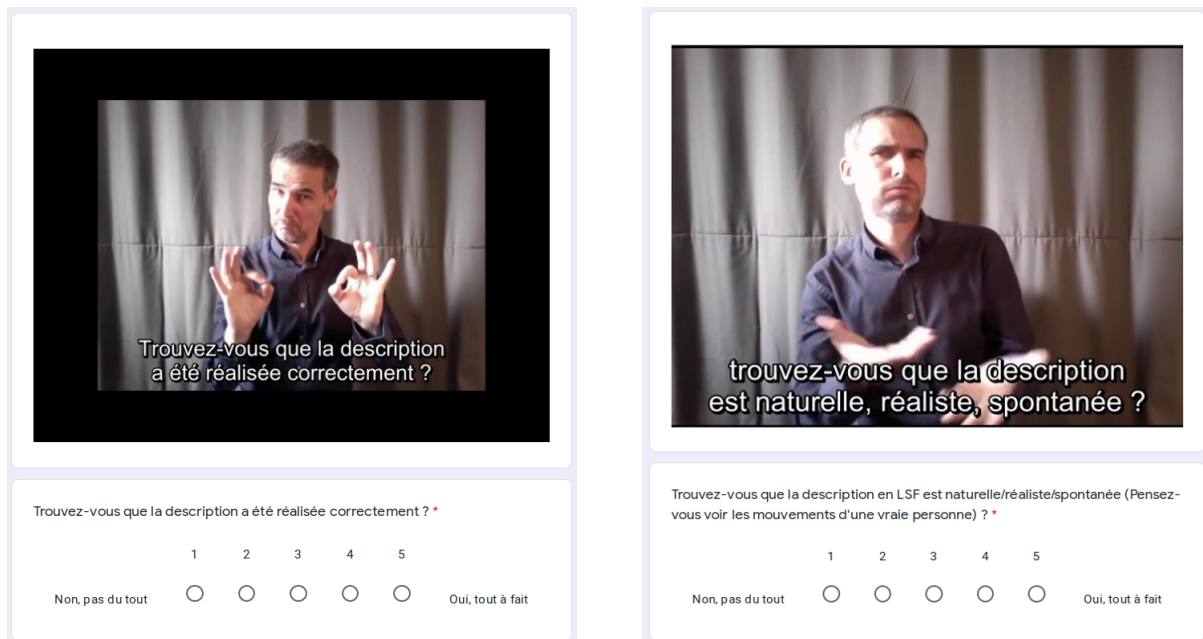 Trouvez-vous que la description
a été réalisée correctement ?
Trouvez-vous que la description a été réalisée correctement ? *
1 2 3 4 5
Non, pas du tout
Oui, tout à fait
trouvez-vous que la description
est naturelle, réaliste, spontanée ?
Trouvez-vous que la description en LSF est naturelle/réaliste/spontanée (Pensez-
vous voir les mouvements d'une vraie personne) ? *
1 2 3 4 5
Non, pas du tout
Oui, tout à fait